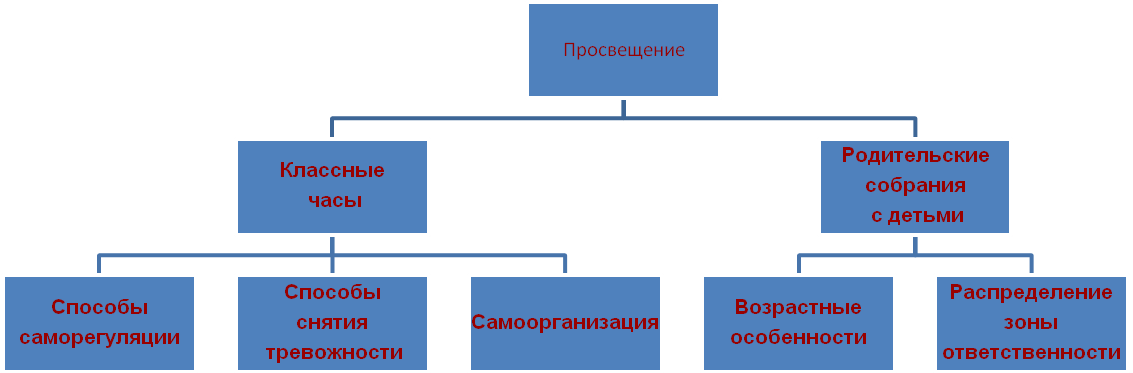 Просвещение
Классные
часы
Родительские
собрания
с детьми
Способы
саморегуляции
Способы
снятия
тревожности
Самоорганизация
Возрастные
особенности
Распределение
зоны
ответственности